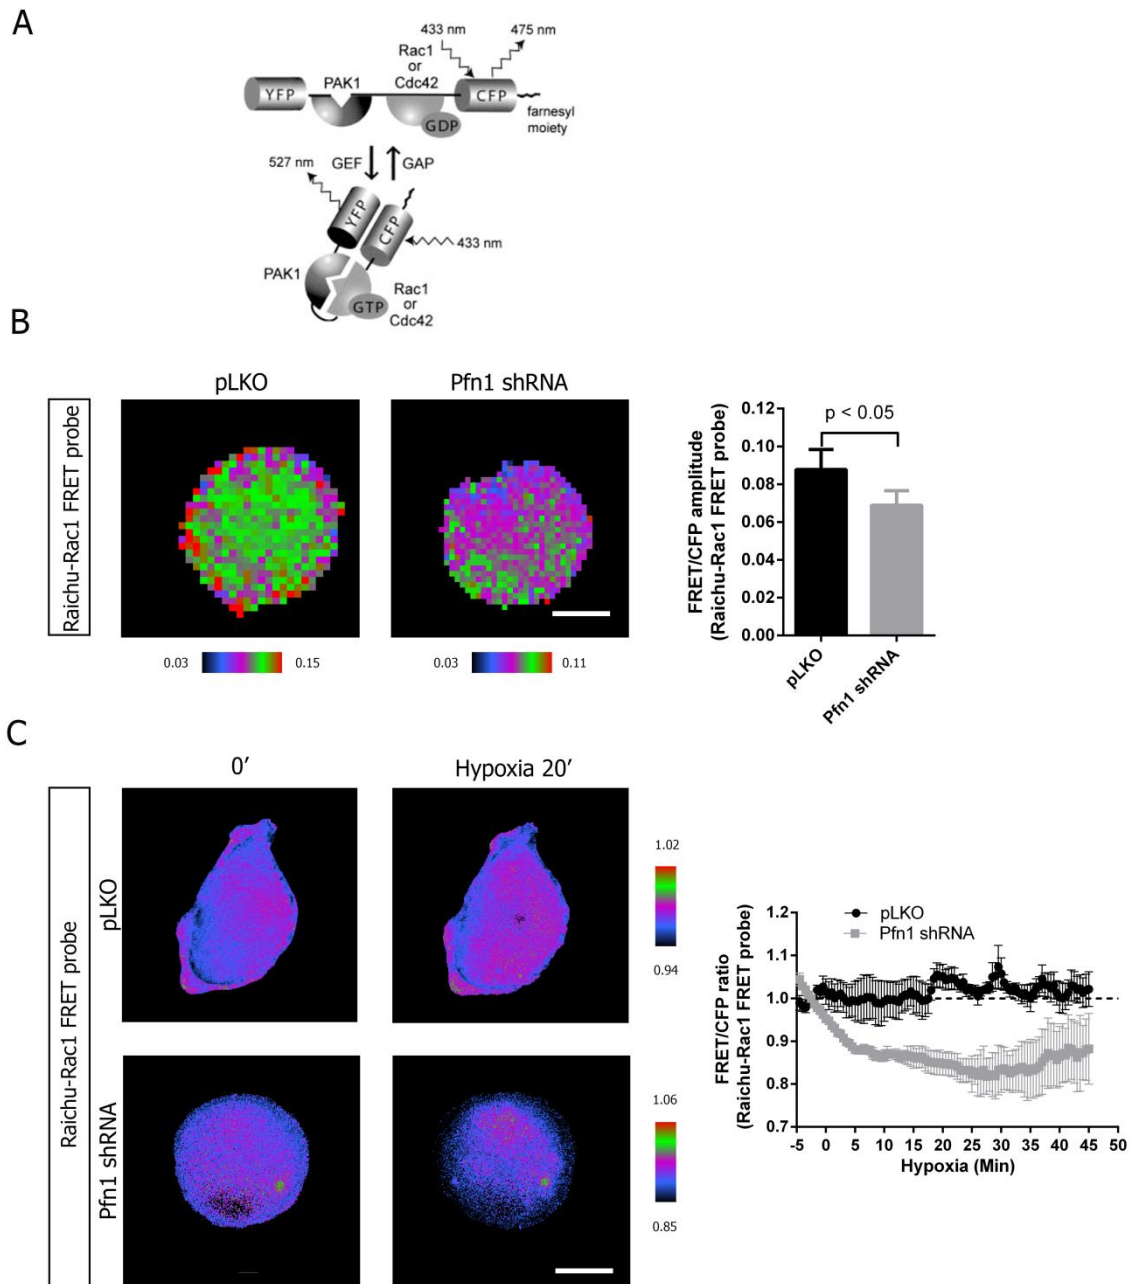 A
433 nm
475 nm
Rac1
or
Cdc42
PAK1
YFP
CFP
GDP
farnesyl
moiety
527 nm
GEF
GAP
YFP
CFP
433 nm
PAK1
GTP
Rac1
or
Cdc42
B
pLKO
Pfn1 shRNA
Raichu-Rac1 FRET probe
0.03
0.15
0.03
0.11
FRET/CFP amplitude
(Raichu-Rac1 FRET probe)
p < 0.05
0.12
0.10
0.08
0.06
0.04
0.02
0.00
pLKO
Pfn1 shRNA
C
0′
Hypoxia 20′
Raichu-Rac1 FRET probe
pLKO
Pfn1 shRNA
1.02
0.94
1.06
0.85
FRET/CFP ratio
(Raichu-Rac1 FRET probe)
pLKO
Pfn1 shRNA
1.2
1.1
1.0
0.9
0.8
0.7
-5 0 5 10 15 20 25 30 35 40 45 50
Hypoxia (Min)